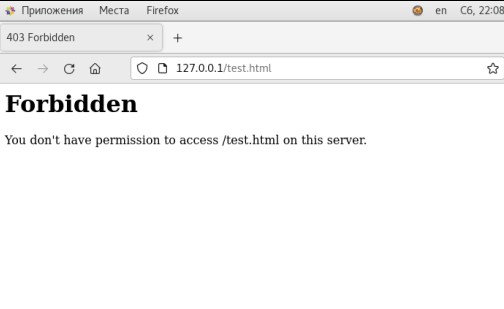 Приложения Места Firefox en Сб, 22:08
403 Forbidden
127.0.0.1/test.html
Forbidden
You don't have permission to access /test.html on this server.